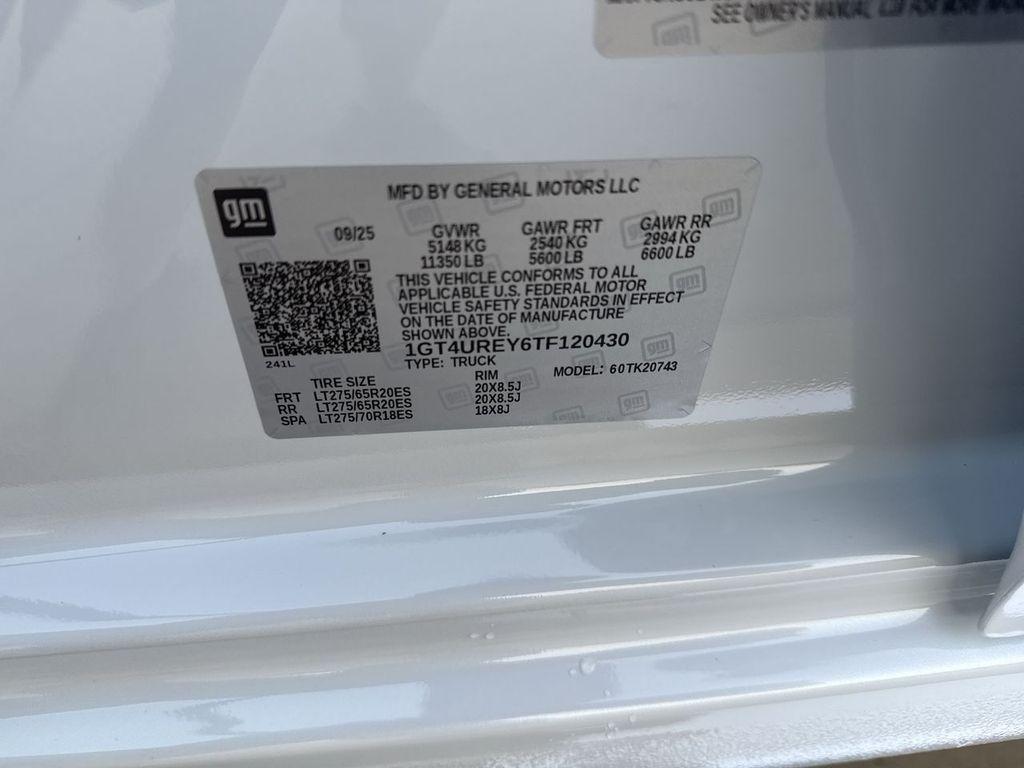 SEE OWNER'S MANUAL FOR MORE
gm
MFD BY GENERAL MOTORS LLC
09/25 GVWR GAWR FRT GAWR RR
5148 KG 2540 KG 2994 KG
11350 LB 5600 LB 6600 LB
THIS VEHICLE CONFORMS TO ALL
APPLICABLE U.S. FEDERAL MOTOR
VEHICLE SAFETY STANDARDS IN EFFECT
ON THE DATE OF MANUFACTURE
SHOWN ABOVE.
1GT4UREY6TF120430
241L
TYPE: TRUCK MODEL: 60TK20743
TIRE SIZE RIM
FRT LT275/65R20ES 20X8.5J
RR LT275/65R20ES 20X8.5J
SPA LT275/70R18ES 18X8J